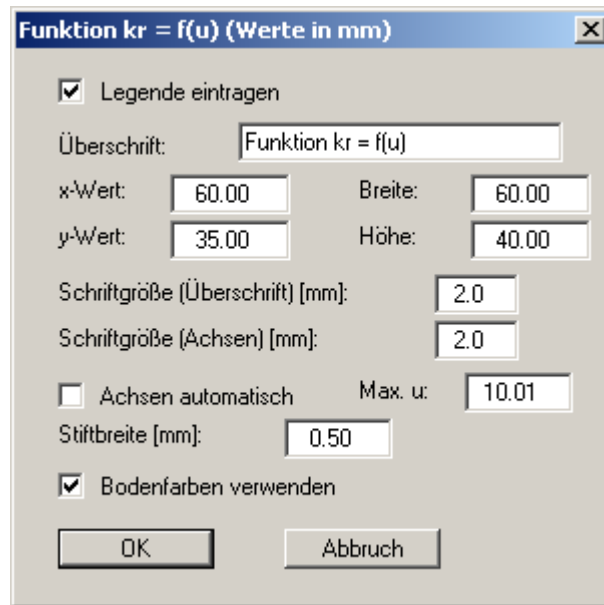 Funktion kr = f(u) (Werte in mm)
Legende eintragen
Überschrift: Funktion kr = f(u)
x-Wert: 60.00 Breite: 60.00
y-Wert: 35.00 Höhe: 40.00
Schriftgröße (Überschrift) [mm]: 2.0
Schriftgröße (Achsen) [mm]: 2.0
Achsen automatisch Max. u: 10.01
Stiftbreite [mm]: 0.50
Bodenfarben verwenden
OK Abbruch